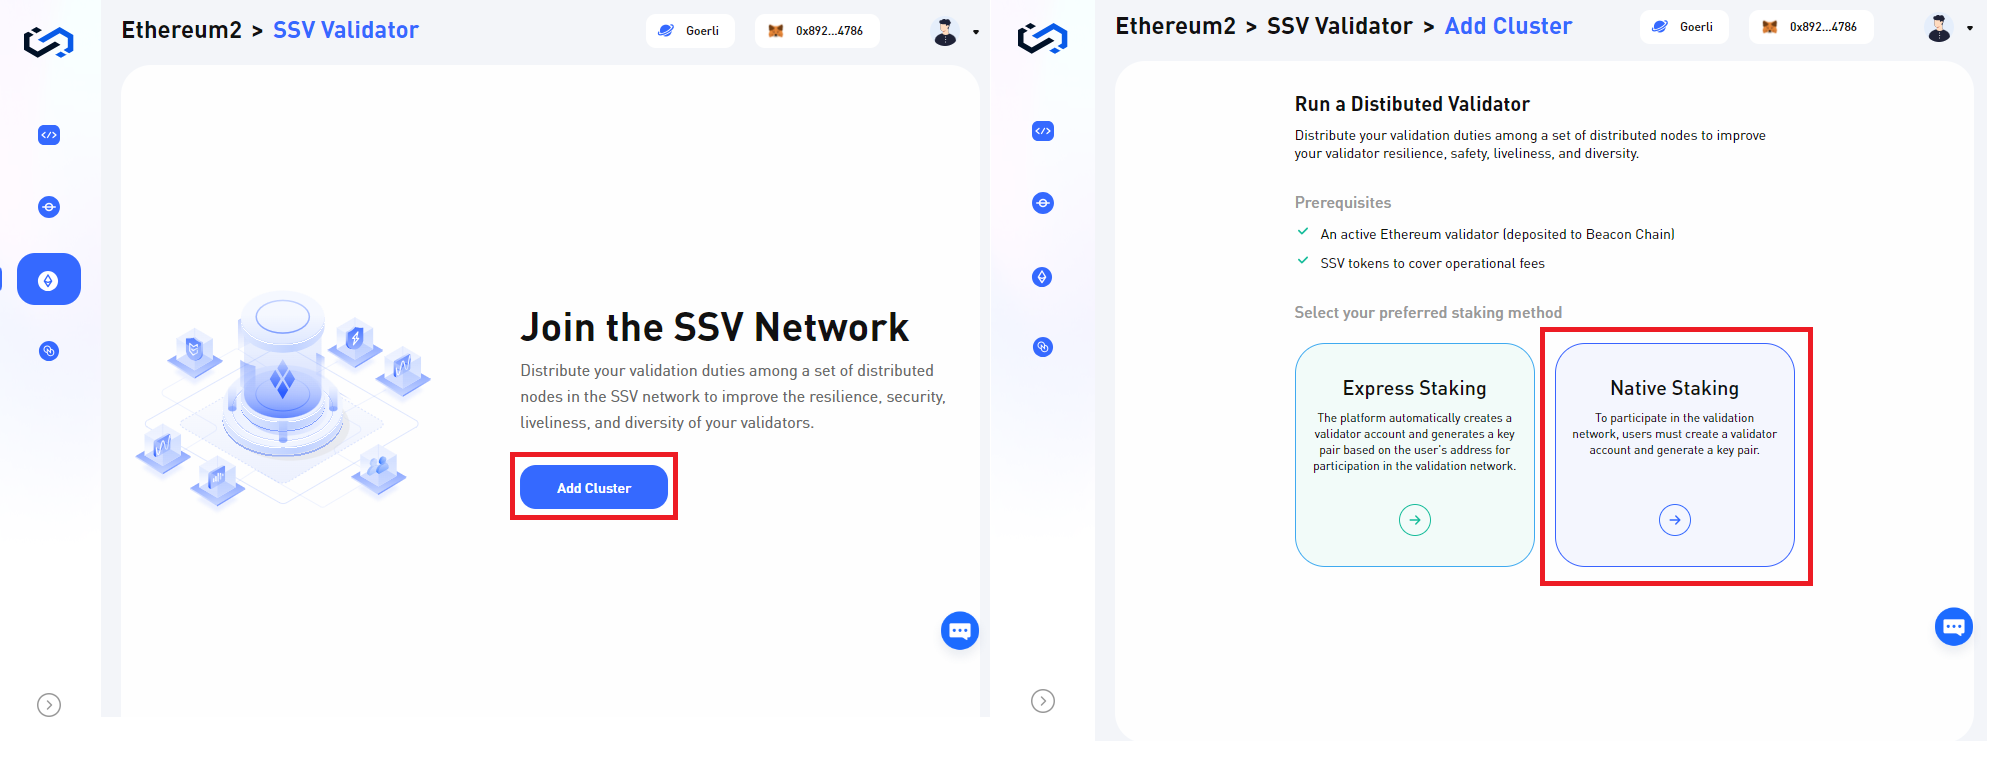 Ethereum2 > SSV Validator
Goerli
0x892...4786
Join the SSV Network
Distribute your validation duties among a set of distributed
nodes in the SSV network to improve the resilience, security,
liveliness, and diversity of your validators.
Add Cluster
Ethereum2 > SSV Validator > Add Cluster
Goerli
0x892...4786
Run a Distibuted Validator
Distribute your validation duties among a set of distributed nodes to improve
your validator resilience, safety, liveliness, and diversity.
Prerequisites
An active Ethereum validator (deposited to Beacon Chain)
SSV tokens to cover operational fees
Select your preferred staking method
Express Staking
The platform automatically creates a
validator account and generates a key
pair based on the user's address for
participation in the validation network.
Native Staking
To participate in the validation
network, users must create a validator
account and generate a key pair.